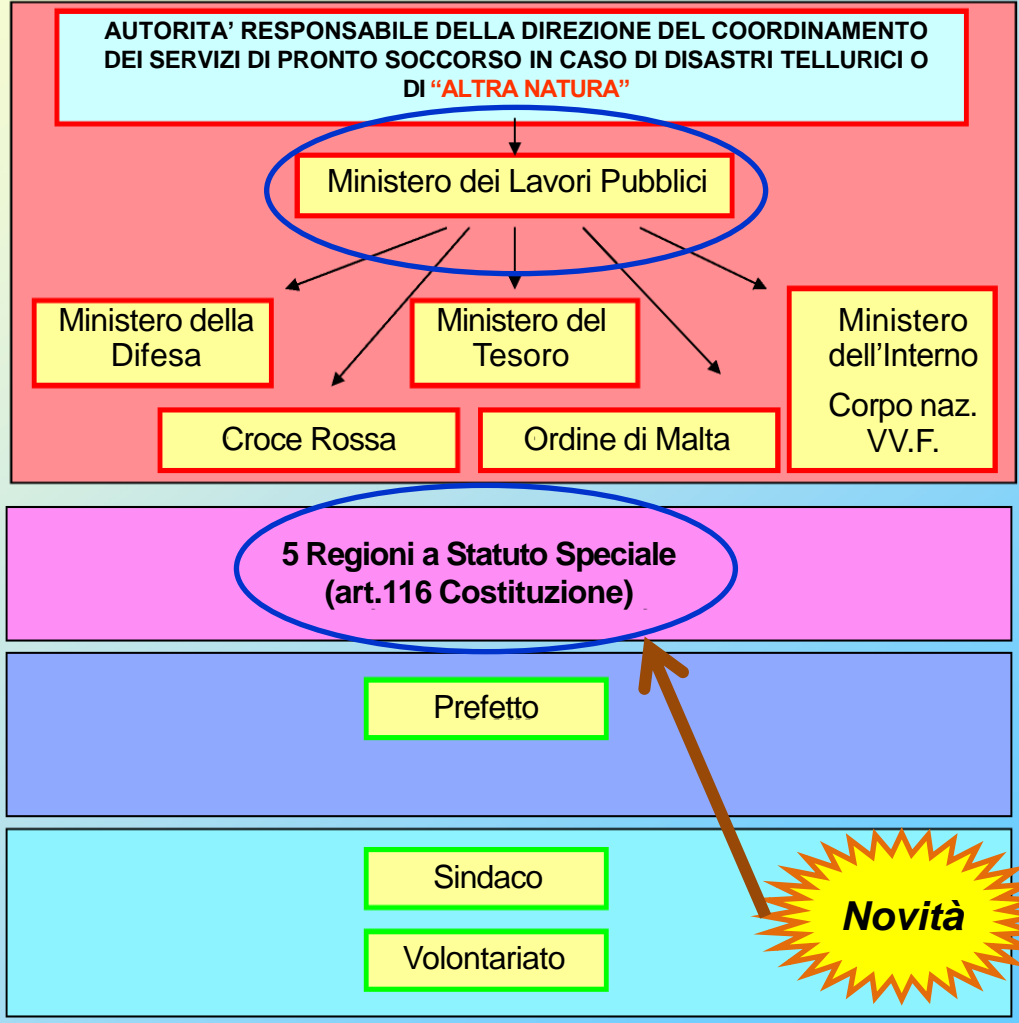 AUTORITA’ RESPONSABILE DELLA DIREZIONE DEL COORDINAMENTO
DEI SERVIZI DI PRONTO SOCCORSO IN CASO DI DISASTRI TELLURICI O
DI “ALTRA NATURA”
Ministero dei Lavori Pubblici
Ministero della
Difesa
Ministero del
Tesoro
Ministero
dell’Interno
Corpo naz.
VV.F.
Croce Rossa
Ordine di Malta
5 Regioni a Statuto Speciale
(art.116 Costituzione)
Prefetto
Sindaco
Volontariato
Novità